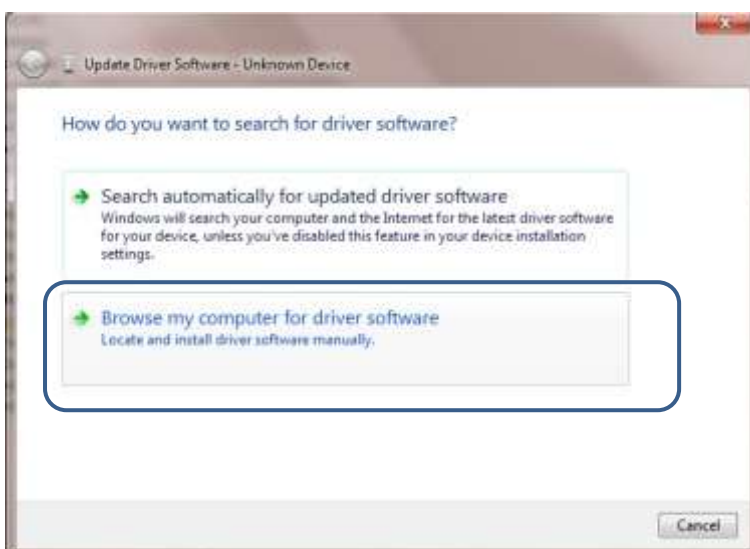 Update Driver Software - Unknown Device
How do you want to search for driver software?
Search automatically for updated driver software
Windows will search your computer and the Internet for the latest driver software
for your device, unless you've disabled this feature in your device installation
settings.
Browse my computer for driver software
Locate and install driver software manually.
Cancel